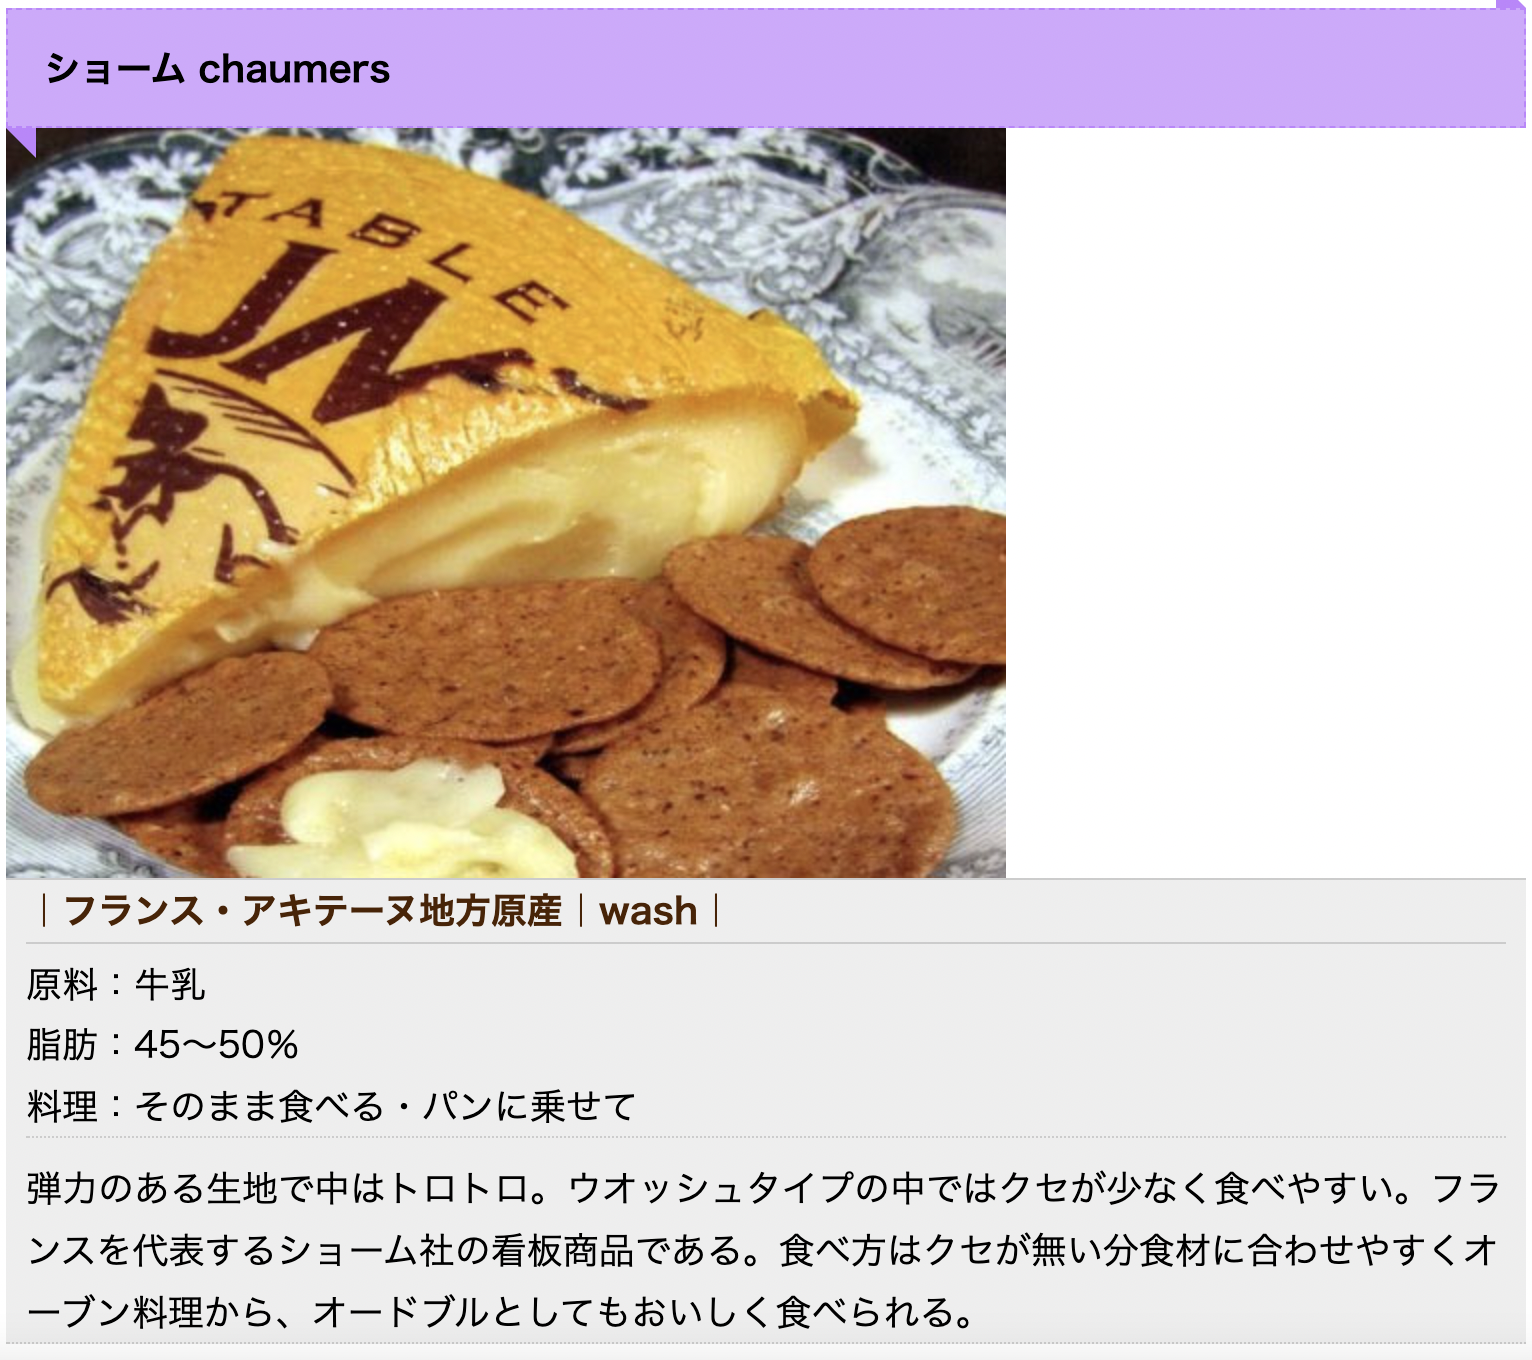 ショーム chaumers
TABLE
｜フランス・アキテーヌ地方原産｜wash｜
原料：牛乳
脂肪：45〜50%
料理：そのまま食べる・パンに乗せて
弾力のある生地で中はトロトロ。ウオッシュタイプの中ではクセが少なく食べやすい。フラ
ンスを代表するショーム社の看板商品である。食べ方はクセが無い分食材に合わせやすくオ
ーブン料理から、オードブルとしてもおいしく食べられる。